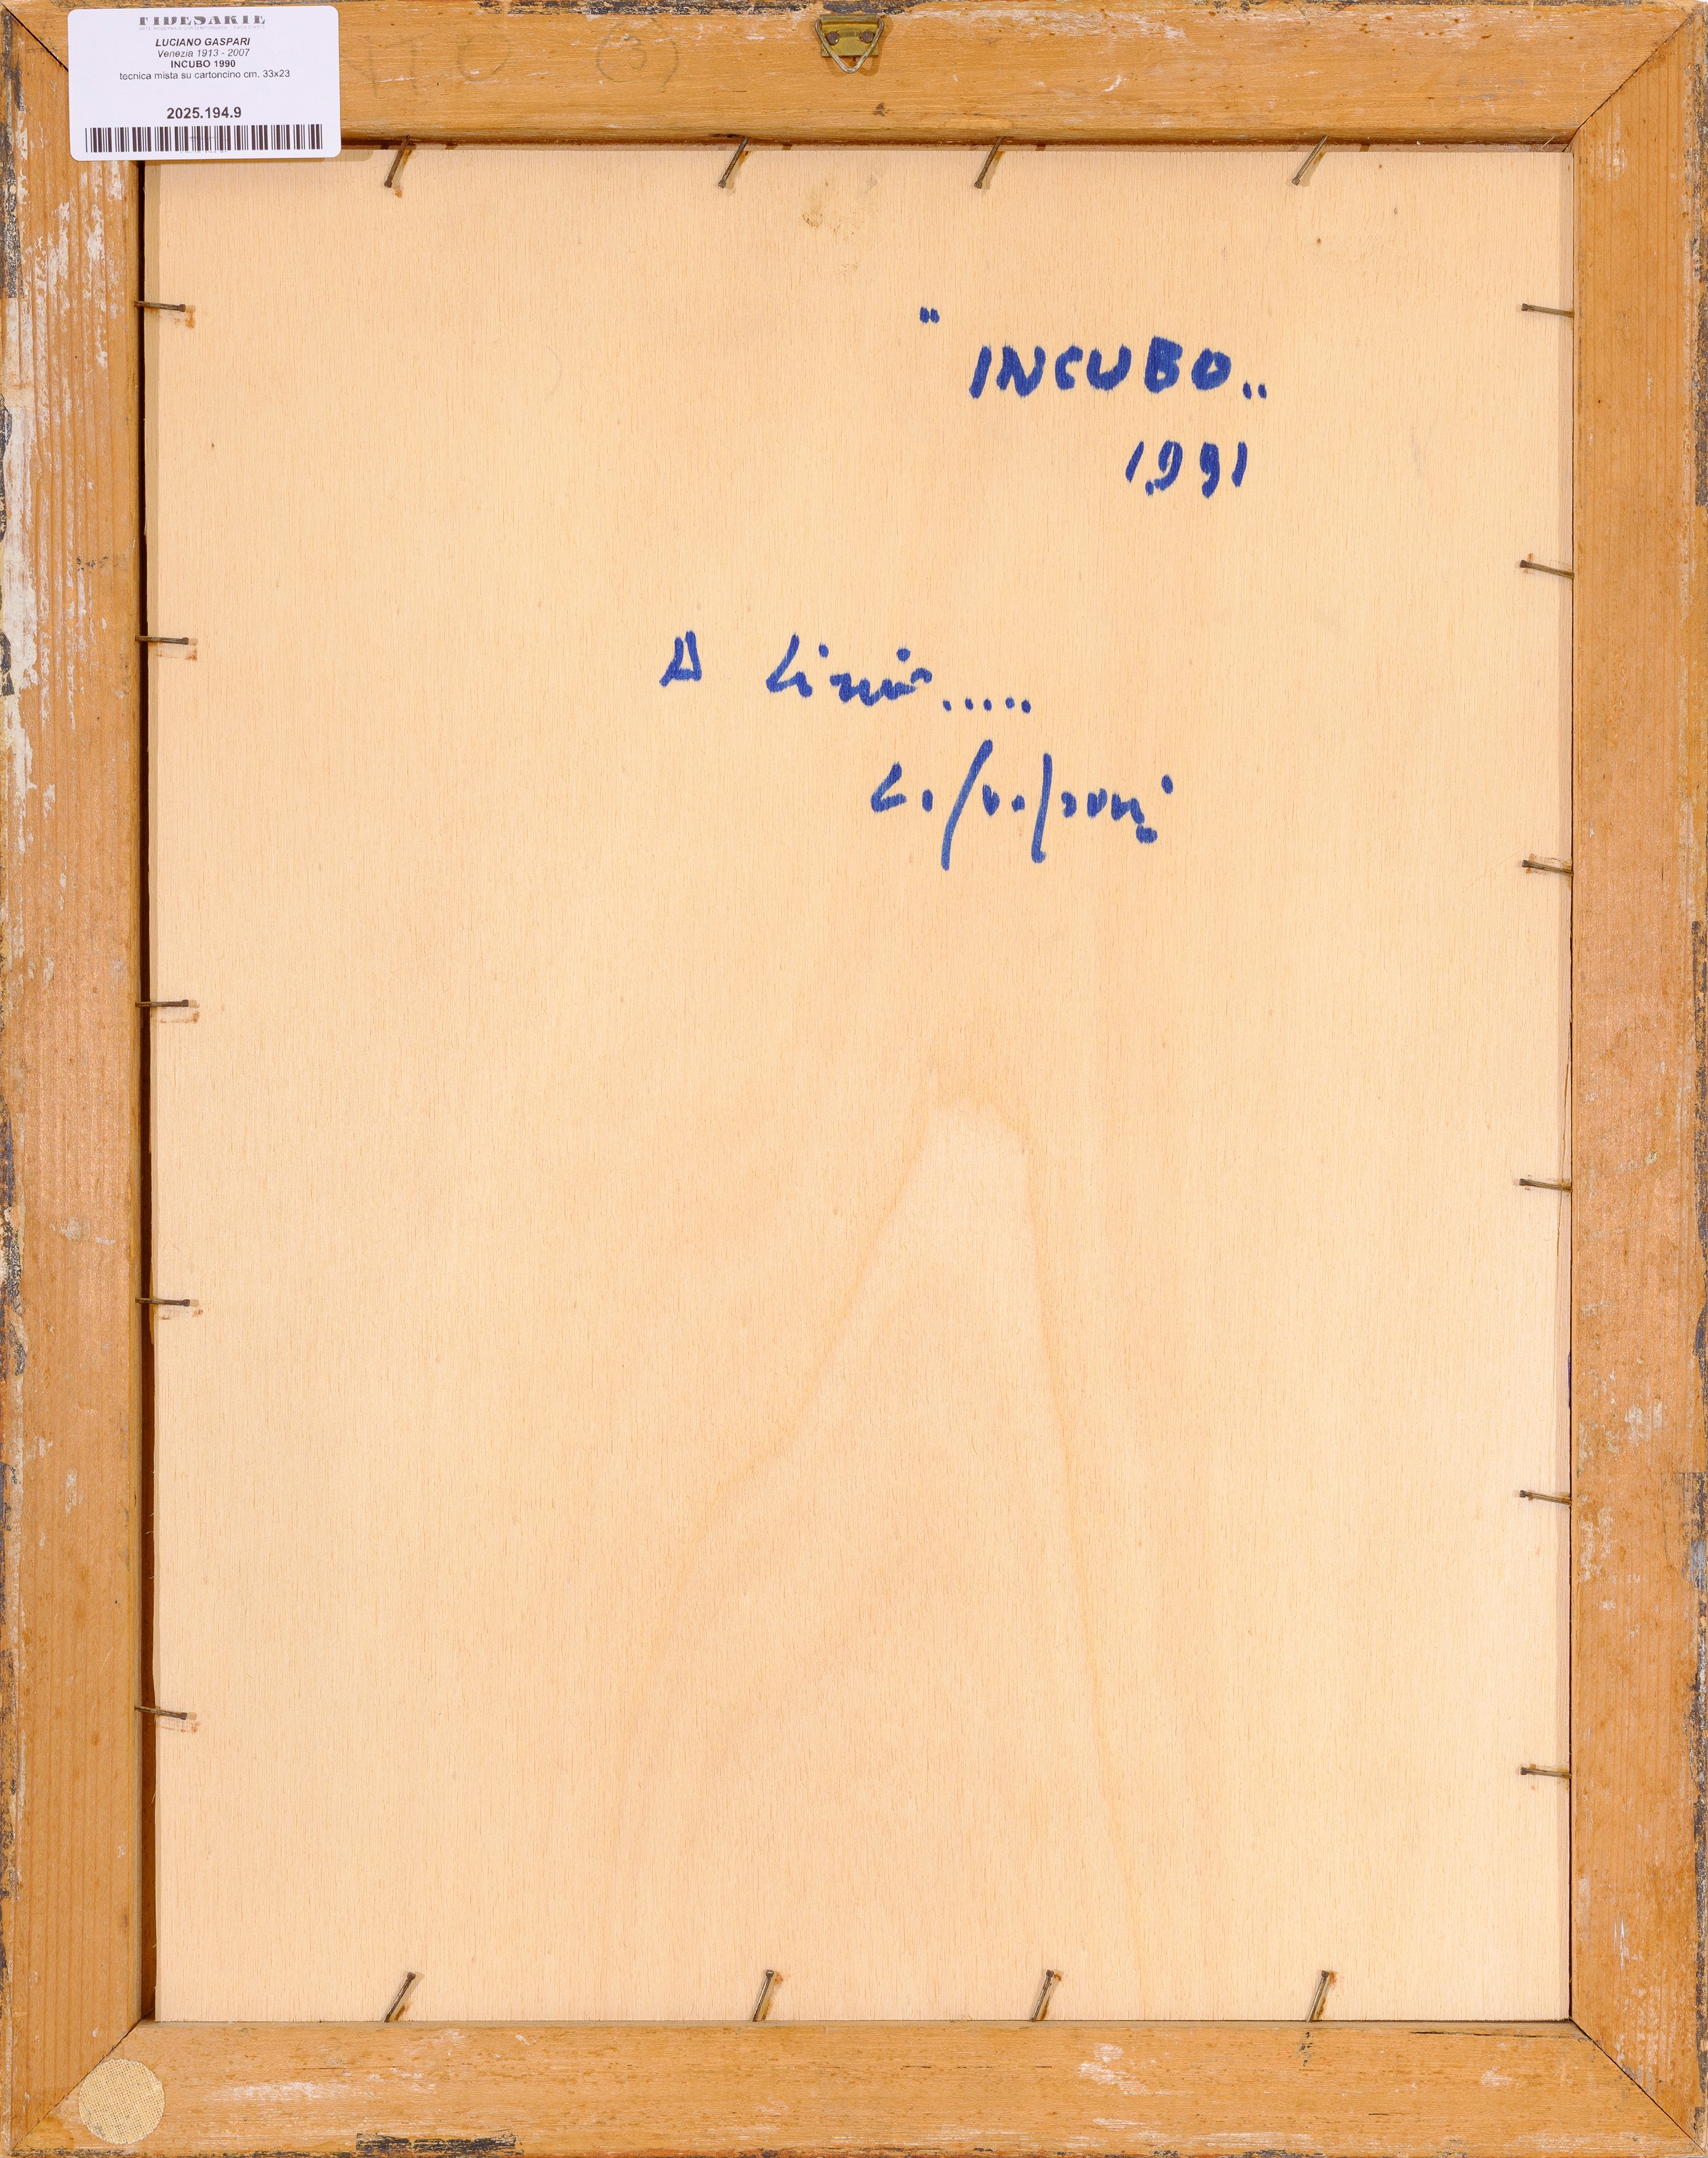 FIDESARTE
LUCIANO GASPARI
Venezia 1913 - 2007
INCUBO 1990
tecnica mista su cartoncino cm. 33x23
2025.194.9
" INCUBO..
1991
A
L. Gaspari